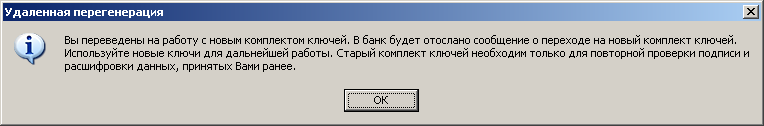 Удаленная перегенерация
Вы переведены на работу с новым комплектом ключей. В банк будет отослано сообщение о переходе на новый комплект ключей.
Используйте новые ключи для дальнейшей работы. Старый комплект ключей необходим только для повторной проверки подписи и
расшифровки данных, принятых Вами ранее.
OK